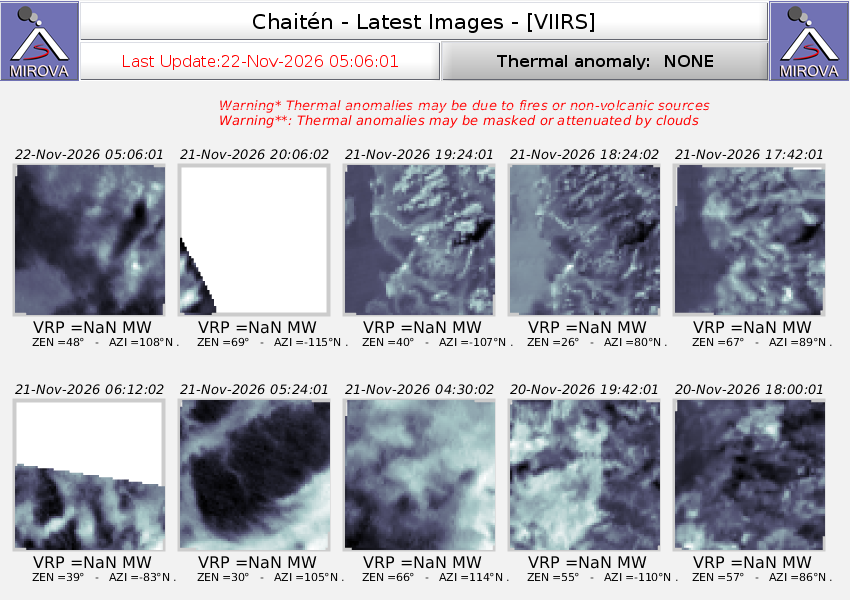 Chaitén - Latest Images - [VIIRS]
MIROVA
Last Update:22-Nov-2026 05:06:01
Thermal anomaly: NONE
MIROVA
Warning* Thermal anomalies may be due to fires or non-volcanic sources
Warning**: Thermal anomalies may be masked or attenuated by clouds
22-Nov-2026 05:06:01
21-Nov-2026 20:06:02
21-Nov-2026 19:24:01
21-Nov-2026 18:24:02
21-Nov-2026 17:42:01
VRP =NaN MW
VRP =NaN MW
VRP =NaN MW
VRP =NaN MW
VRP =NaN MW
ZEN =48° - AZI =108°N .
ZEN =69° - AZI =-115°N .
ZEN =40° - AZI =-107°N .
ZEN =26° - AZI =80°N .
ZEN =67° - AZI =89°N .
21-Nov-2026 06:12:02
21-Nov-2026 05:24:01
21-Nov-2026 04:30:02
20-Nov-2026 19:42:01
20-Nov-2026 18:00:01
VRP =NaN MW
VRP =NaN MW
VRP =NaN MW
VRP =NaN MW
VRP =NaN MW
ZEN =39° - AZI =-83°N .
ZEN =30° - AZI =105°N .
ZEN =66° - AZI =114°N .
ZEN =55° - AZI =-110°N .
ZEN =57° - AZI =86°N .